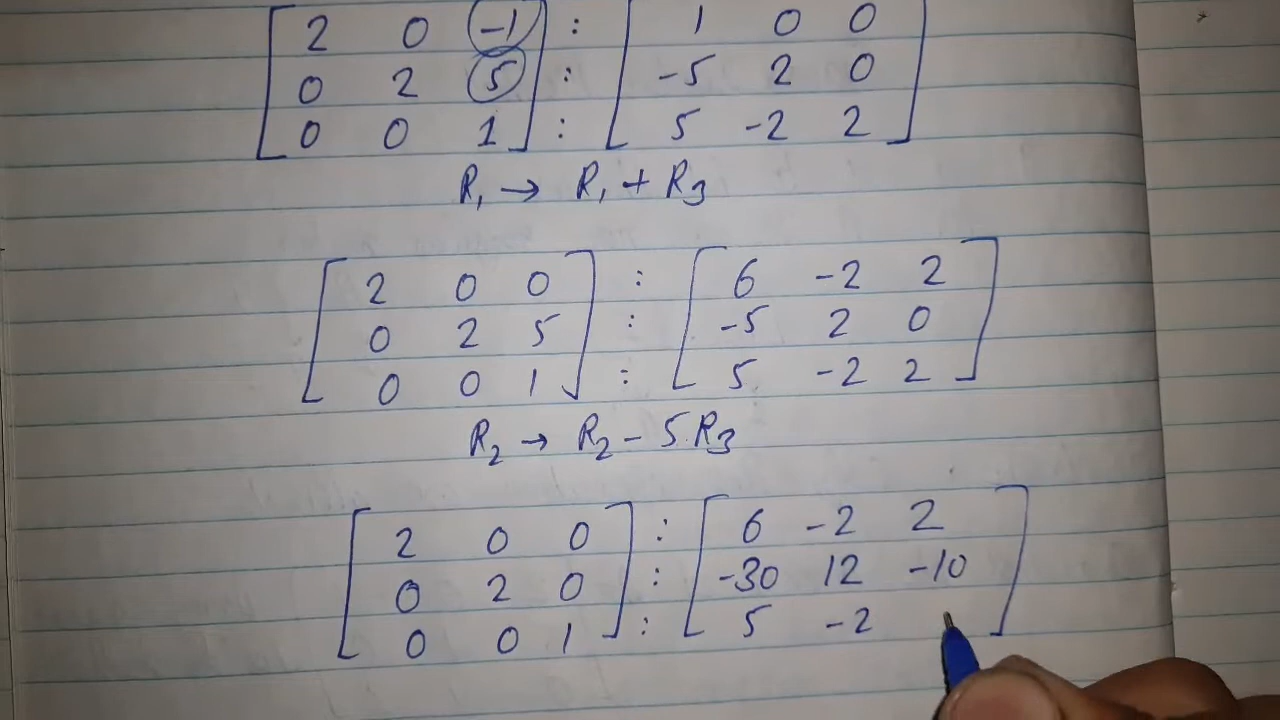 [ 2 0 -1 ] : [ 1 0 0 ]
[ 0 2 5 ] : [ -5 2 0 ]
[ 0 0 1 ] : [ 5 -2 2 ]
R₁ → R₁ + R₃
[ 2 0 0 ] : [ 6 -2 2 ]
[ 0 2 5 ] : [ -5 2 0 ]
[ 0 0 1 ] : [ 5 -2 2 ]
R₂ → R₂ - 5R₃
[ 2 0 0 ] : [ 6 -2 2 ]
[ 0 2 0 ] : [ -30 12 -10 ]
[ 0 0 1 ] : [ 5 -2 ]